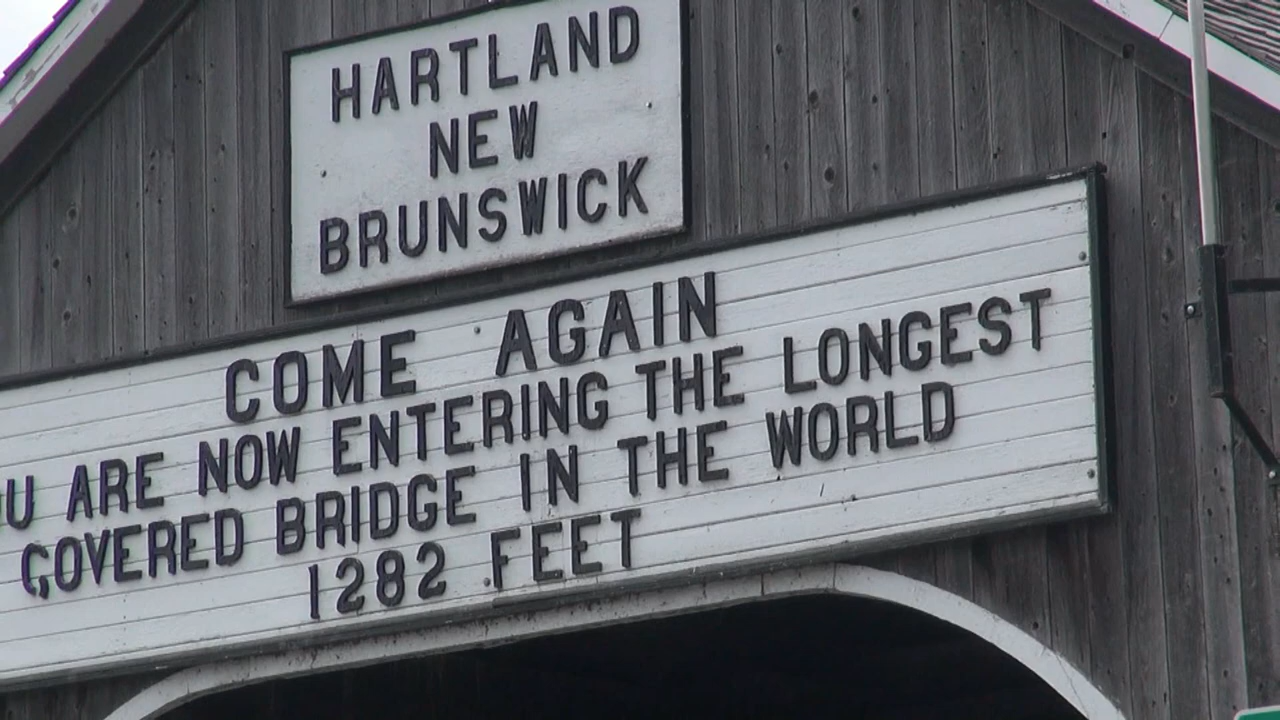 HARTLAND
NEW
BRUNSWICK
COME AGAIN
U ARE NOW ENTERING THE LONGEST
COVERED BRIDGE IN THE WORLD
1282 FEET